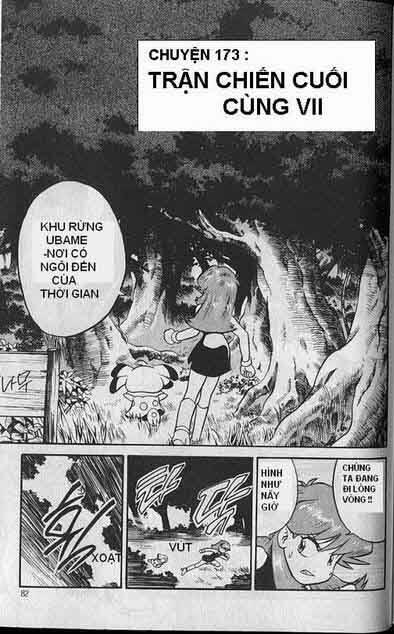 CHUYỆN 173 :
TRẬN CHIẾN CUỐI
CÙNG VII
KHU RỪNG
UBAME
-NƠI CÓ
NGÔI ĐỀN
CỦA
THỜI GIAN
CHÚNG
TA ĐANG
ĐI LÒNG
VÒNG !!
HÌNH
NHƯ
NÃY
GIỜ
VÚT
XOẠT
82